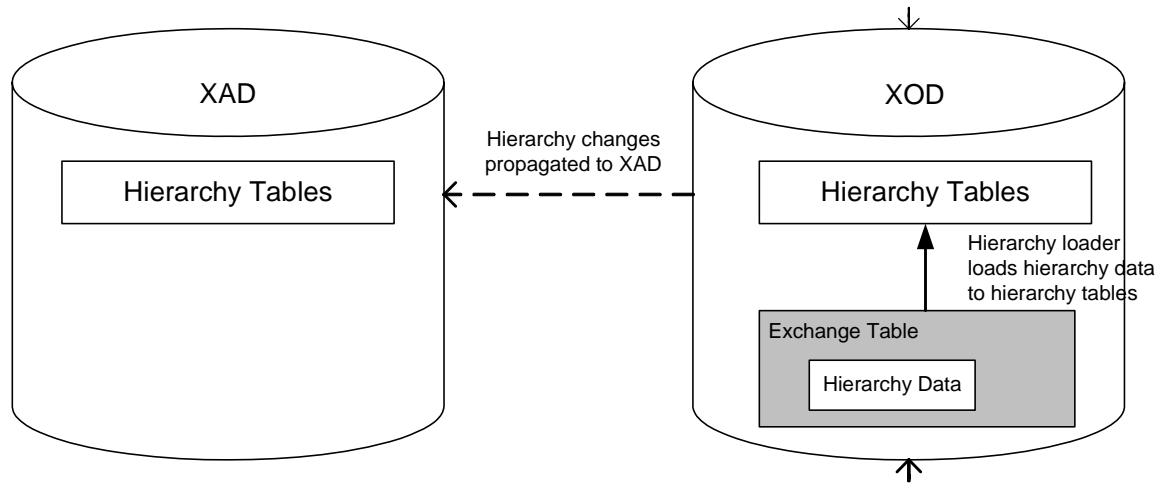 XAD
Hierarchy Tables
Hierarchy changes
propagated to XAD
XOD
Hierarchy Tables
Hierarchy loader
loads hierarchy data
to hierarchy tables
Exchange Table
Hierarchy Data